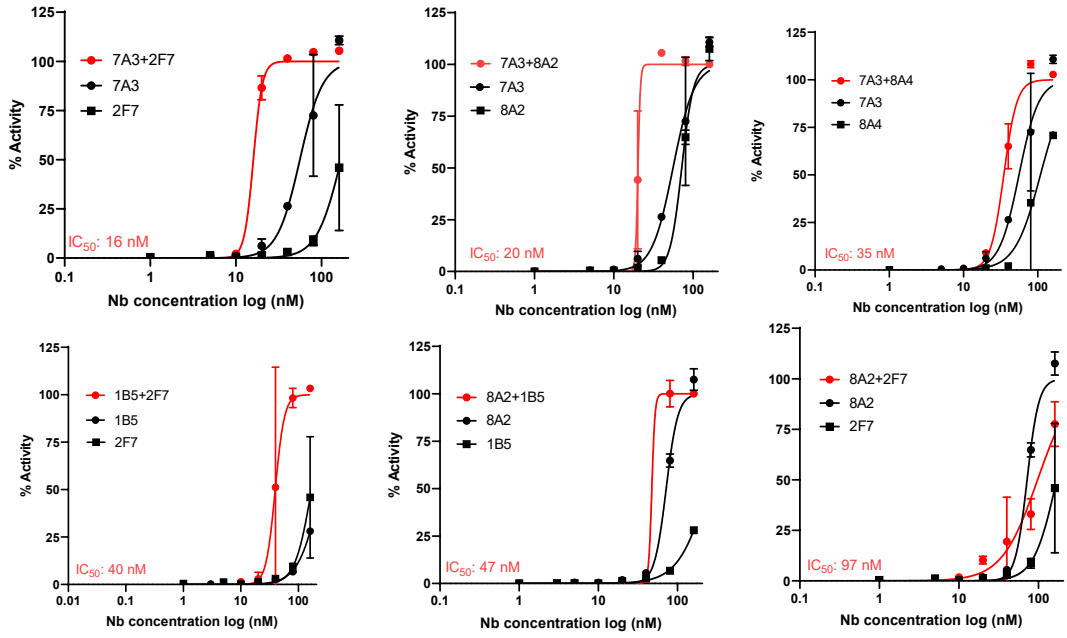 125
100
75
50
25
0
% Activity
7A3+2F7
7A3
2F7
IC50: 16 nM
0.1
1
10
100
Nb concentration log (nM)
125
100
75
50
25
0
% Activity
7A3+8A2
7A3
8A2
IC50: 20 nM
0.1
1
10
100
Nb concentration log (nM)
125
100
75
50
25
0
% Activity
7A3+8A4
7A3
8A4
IC50: 35 nM
0.1
1
10
100
Nb concentration log (nM)
125
100
75
50
25
0
% Activity
1B5+2F7
1B5
2F7
IC50: 40 nM
0.01
0.1
1
10
100
Nb concentration log (nM)
125
100
75
50
25
0
% Activity
8A2+1B5
8A2
1B5
IC50: 47 nM
0.1
1
10
100
Nb concentration log (nM)
125
100
75
50
25
0
% Activity
8A2+2F7
8A2
2F7
IC50: 97 nM
0.1
1
10
100
Nb concentration log (nM)